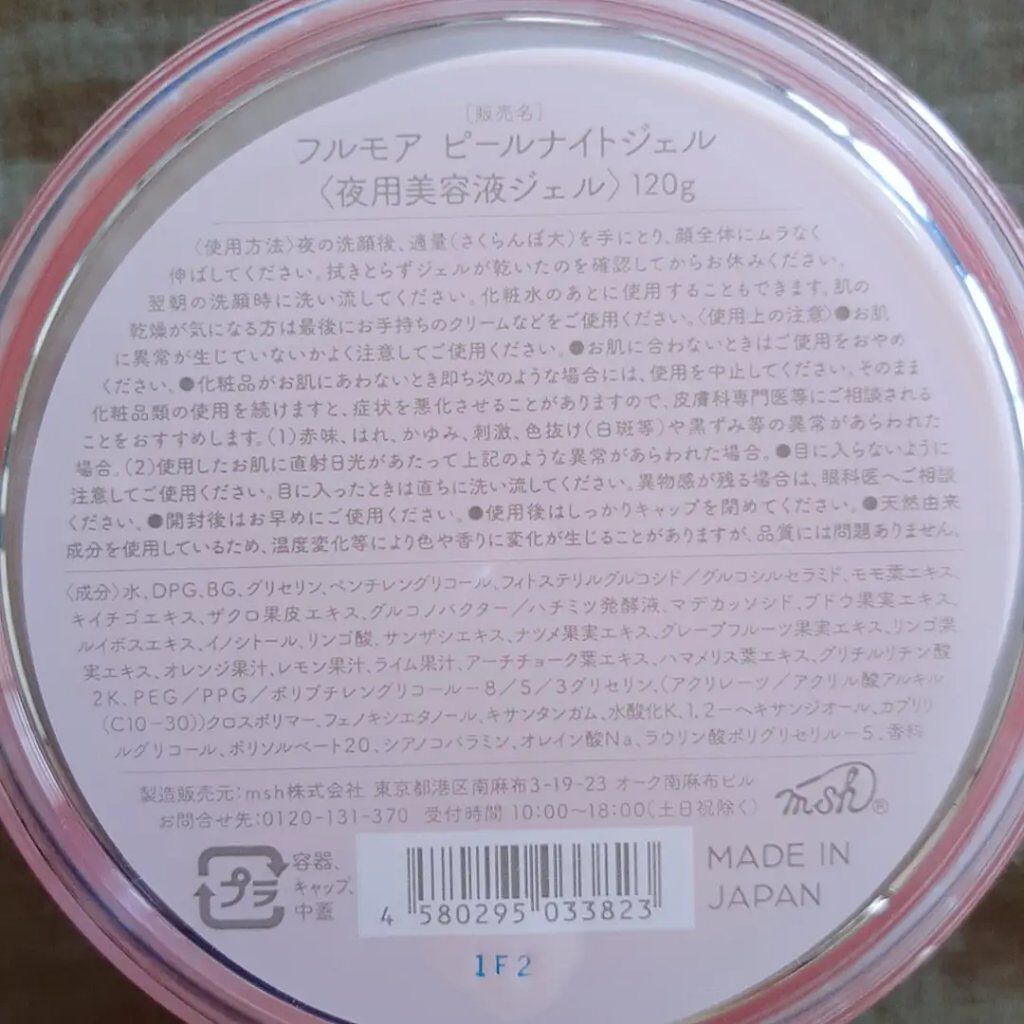 [販売名]
フルモア ピールナイトジェル
〈夜用美容液ジェル〉120g
〈使用方法〉夜の洗顔後、適量(さくらんぼ大)を手にとり、顔全体にムラなく
伸ばしてください。拭きとらずジェルが乾いたのを確認してからお休みください。
翌朝の洗顔時に洗い流してください。化粧水のあとに使用することもできます。肌の
乾燥が気になる方は最後にお手持ちのクリームなどをご使用ください。〈使用上の注意〉●お肌
に異常が生じていないかよく注意してご使用ください。●お肌に合わないときはご使用をおやめ
ください。●化粧品がお肌にあわないとき即ち次のような場合には、使用を中止してください。そのまま
化粧品類の使用を続けますと、症状を悪化させることがありますので、皮膚科専門医等にご相談される
ことをおすすめします。(1)赤味、はれ、かゆみ、刺激、色抜け(白斑等)や黒ずみ等の異常があらわれた
場合。(2)使用したお肌に直射日光があたって上記のような異常があらわれた場合。●目に入らないように
注意してご使用ください。目に入ったときは直ちに洗い流してください。異物感が残る場合は、眼科医へご相談
ください。●開封後はお早めにご使用ください。●使用後はしっかりキャップを閉めてください。●天然由来
成分を使用しているため、温度変化等により色や香りに変化が生じることがありますが、品質には問題ありません。
〈成分〉水、DPG、BG、グリセリン、ペンチレングリコール、フィトステリルグルコシド/グルコシルセラミド、モモ葉エキス、
キイチゴエキス、ザクロ果皮エキス、グルコノバクター/ハチミツ発酵液、マデカッソシド、ブドウ果実エキス、
ルイボスエキス、イノシトール、リンゴ酸、サンザシエキス、ナツメ果実エキス、グレープフルーツ果実エキス、リンゴ果
実エキス、オレンジ果汁、レモン果汁、ライム果汁、アーチチョーク葉エキス、ハマメリス葉エキス、グリチルリチン酸
2K、PEG/PPG/ポリブチレングリコール-8/5/3グリセリン、(アクリレーツ/アクリル酸アルキル
(C10-30))クロスポリマー、フェノキシエタノール、キサンタンガム、水酸化K、1,2-ヘキサンジオール、カプリリ
ルグリコール、ポリソルベート20、シアノコバラミン、オレイン酸Na、ラウリン酸ポリグリセリル-5、香料
製造販売元:msh株式会社 東京都港区南麻布3-19-23 オーク南麻布ビル
お問合せ先:0120-131-370 受付時間 10:00~18:00(土日祝除く)
msh®
プラ
容器、
キャップ、
中蓋
4 580295 033823
MADE IN
JAPAN
1F2